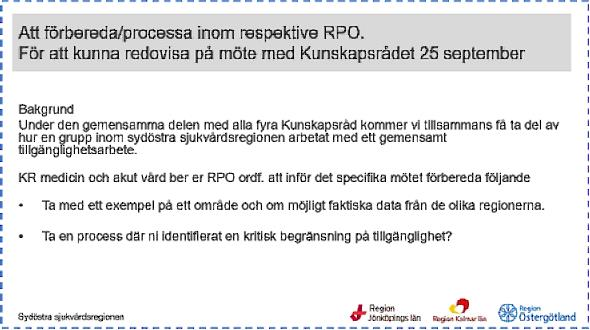 Att förbereda/processa inom respektive RPO.
För att kunna redovisa på möte med Kunskapsrådet 25 september
Bakgrund
Under den gemensamma delen med alla fyra Kunskapsråd kommer vi tillsammans få ta del av
hur en grupp inom sydöstra sjukvårdsregionen arbetat med ett gemensamt
tillgänglighetsarbete.
KR medicin och akut vård ber er RPO ordf. att inför det specifika mötet förbereda följande
• Ta med ett exempel på ett område och om möjligt faktiska data från de olika regionerna.
• Ta en process där ni identifierat en kritisk begränsning på tillgänglighet?
Sydöstra sjukvårdsregionen
Region
Jönköpings län
Region Kalmar län
Region
Östergötland